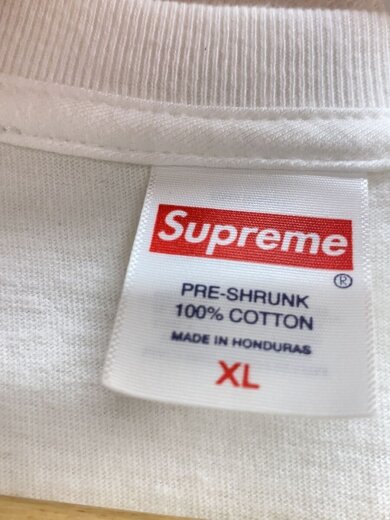 Supreme
®
PRE-SHRUNK
100% COTTON
MADE IN HONDURAS
XL